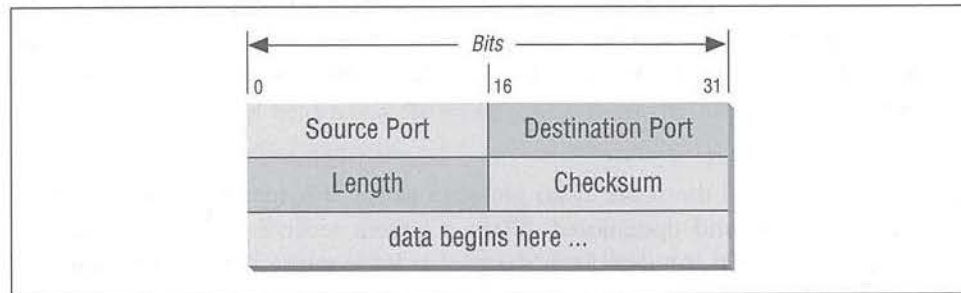 Bits
0 16 31
Source Port Destination Port
Length Checksum
data begins here ...